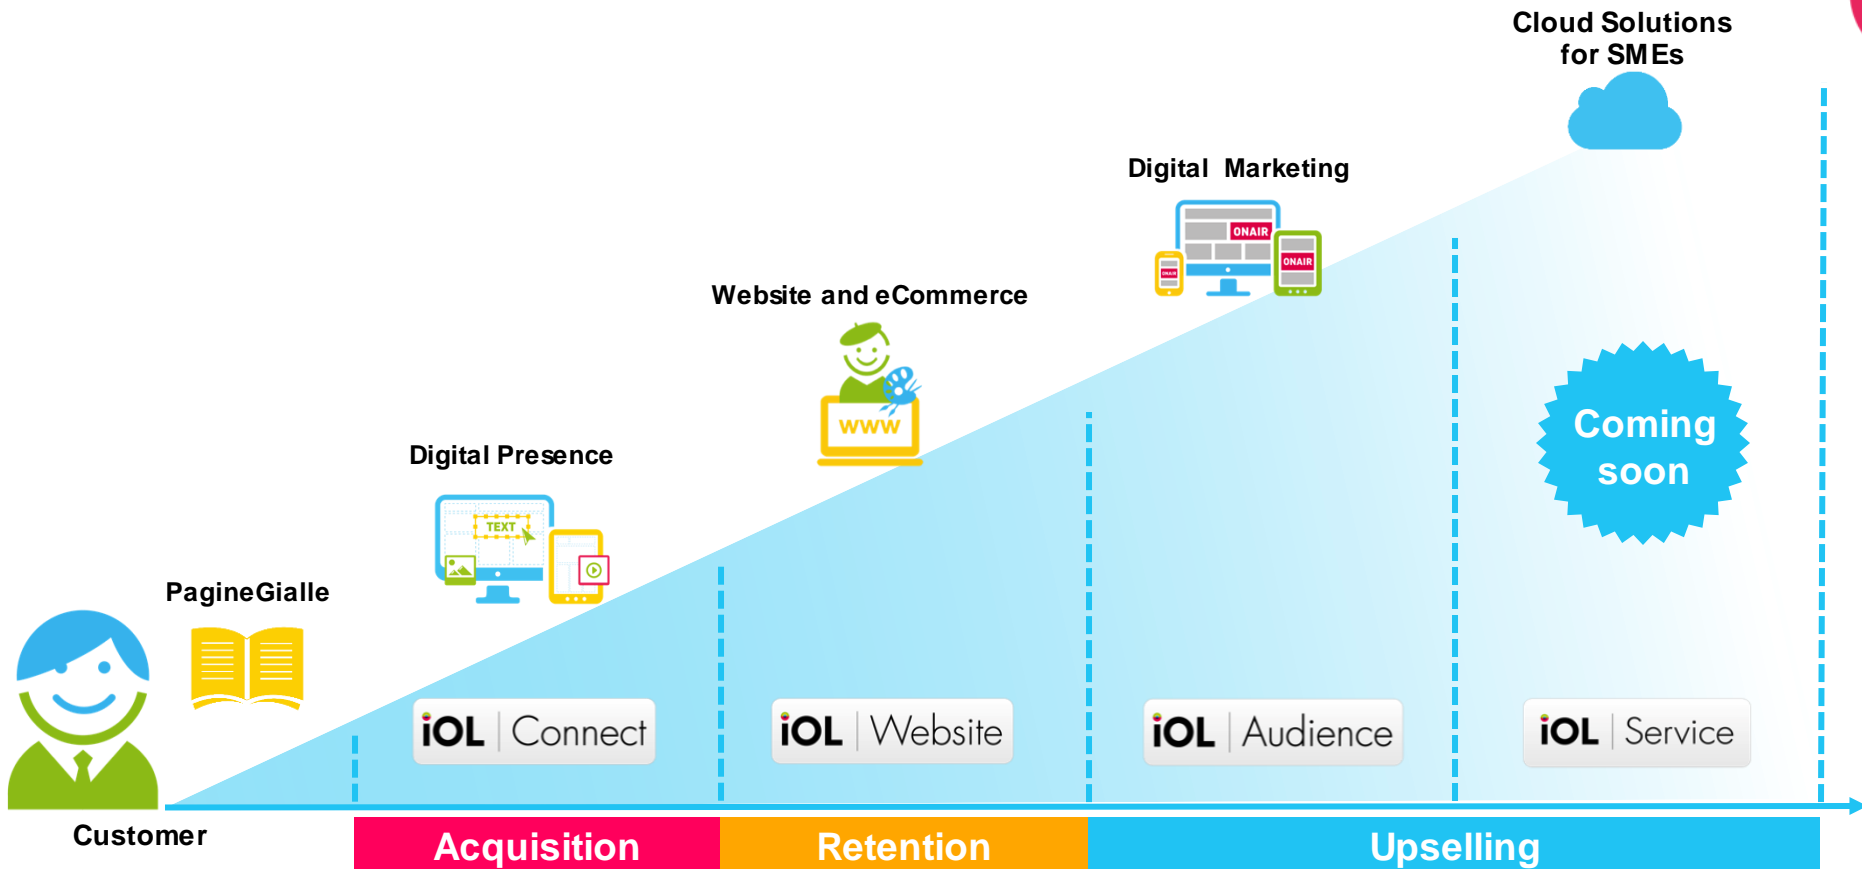 Cloud Solutions
for SMEs
Digital Marketing
ONAIR
ONAIR
ONAIR
Website and eCommerce
WWW
Coming
soon
Digital Presence
TEXT
PagineGialle
iOL | Connect
iOL | Website
iOL | Audience
iOL | Service
Customer
Acquisition
Retention
Upselling